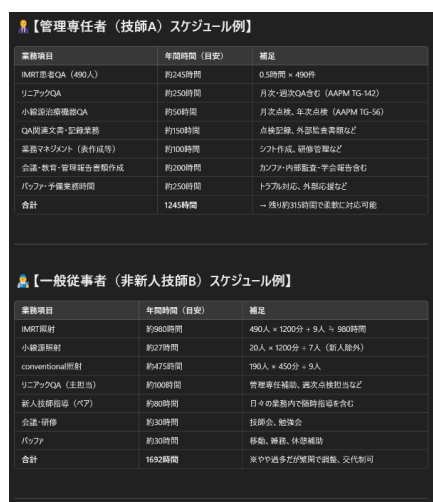 【管理専任者（技師A）スケジュール例】
業務項目 年間時間（目安） 補足
IMRT患者QA（490人） 約245時間 0.5時間 × 490件
リニアックQA 約250時間 月次・週次QA含む（AAPM TG-142）
小線源治療機器QA 約50時間 月次点検、年次点検（AAPM TG-56）
QA関連文書・記録業務 約150時間 点検記録、外部監査書類など
業務マネジメント（表作成等） 約100時間 シフト作成、研修管理など
会議・教育・管理報告書類作成 約200時間 カンファ・内部監査・学会報告含む
バッファ・予備業務時間 約250時間 トラブル対応、外部応援など
合計 1245時間 → 残り約315時間で柔軟に対応可能
【一般従事者（非新人技師B）スケジュール例】
業務項目 年間時間（目安） 補足
IMRT照射 約980時間 490人 × 1200分 ÷ 9人 ≒ 980時間
小線源照射 約27時間 20人 × 1200分 ÷ 7人（新人除外）
conventional照射 約475時間 190人 × 450分 ÷ 9人
リニアックQA（主担当） 約100時間 管理専任補助、週次点検担当など
新人技師指導（ペア） 約80時間 日々の業務内で随時指導を含む
会議・研修 約30時間 技師会、勉強会
バッファ 約30時間 移動、雑務、休憩補助
合計 1692時間 ※やや過多だが繁閑で調整、交代制可